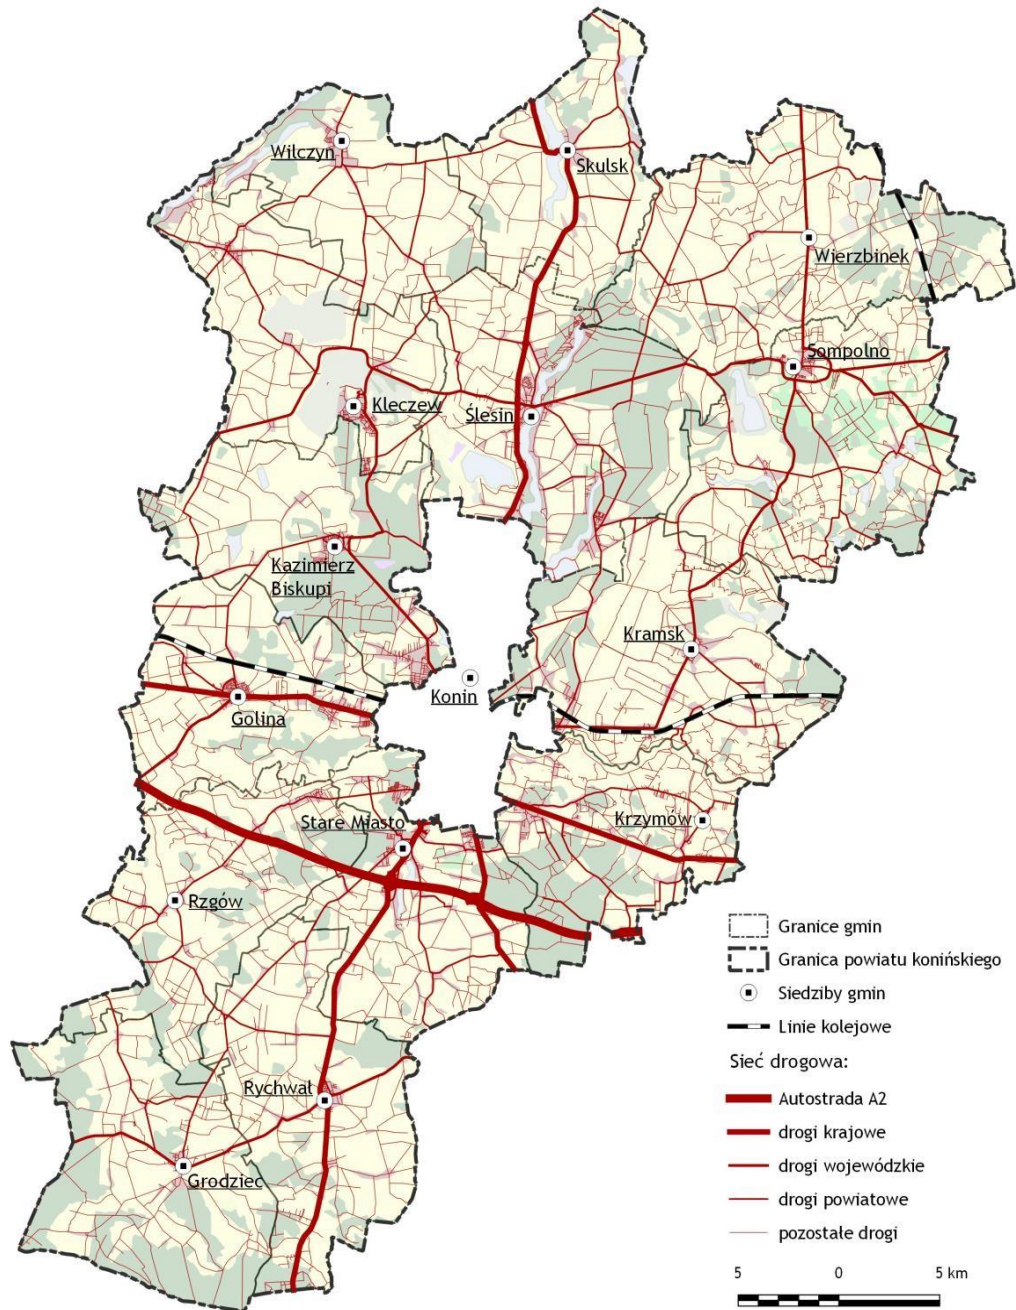 Wilczyn
Skulsk
Wierzbinek
Sompolno
Kleczew
Ślesin
Kazimierz
Biskupi
Kramsk
Konin
Golina
Stare Miasto
Krzymów
Rzgów
Rychwał
Grodziec
Granice gmin
Granica powiatu konińskiego
Siedziby gmin
Linie kolejowe
Sieć drogowa:
Autostrada A2
drogi krajowe
drogi wojewódzkie
drogi powiatowe
pozostałe drogi
5 0 5 km